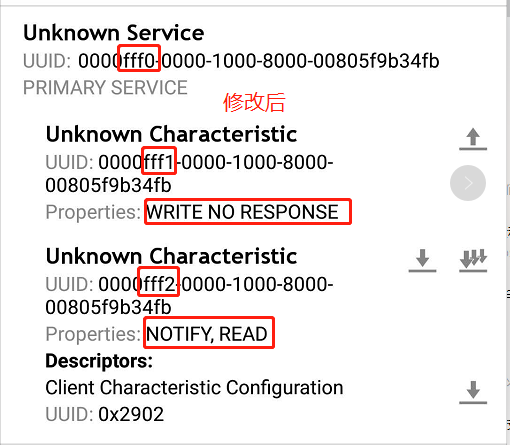 Unknown Service
UUID: 0000fff0-0000-1000-8000-00805f9b34fb
PRIMARY SERVICE
修改后
Unknown Characteristic
UUID: 0000fff1-0000-1000-8000-
00805f9b34fb
Properties: WRITE NO RESPONSE
Unknown Characteristic
UUID: 0000fff2-0000-1000-8000-
00805f9b34fb
Properties: NOTIFY, READ
Descriptors:
Client Characteristic Configuration
UUID: 0x2902